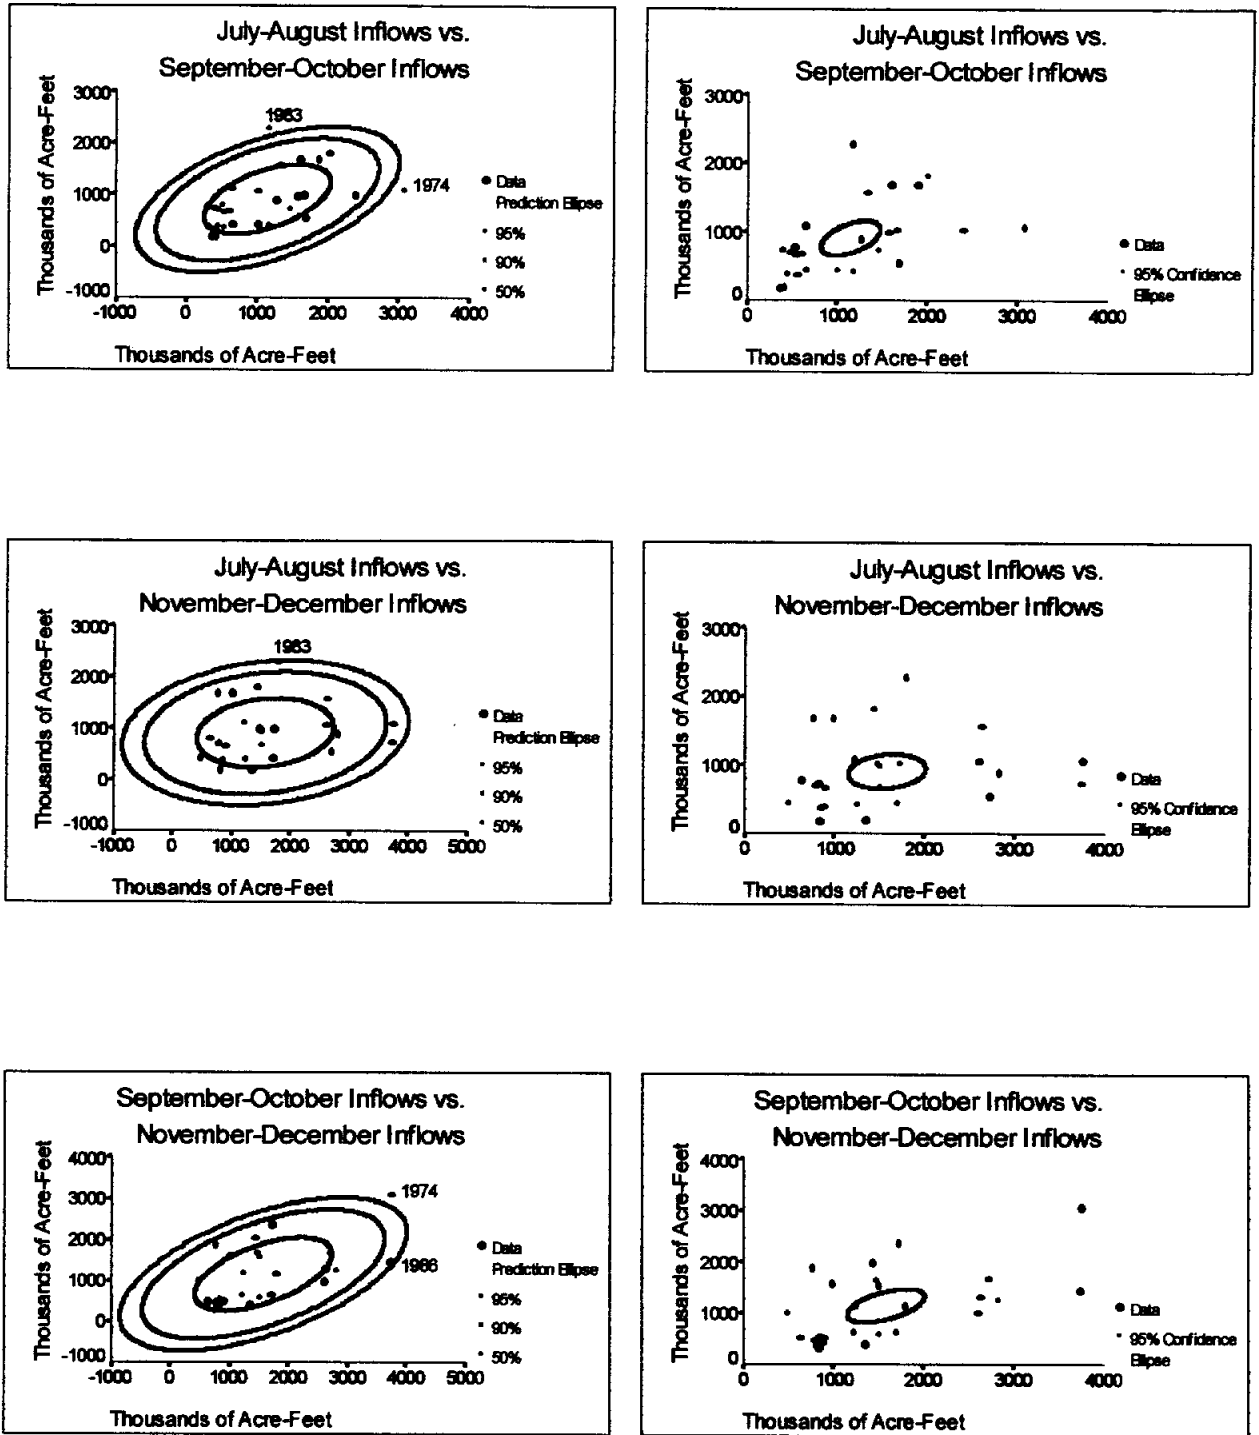 July-August Inflows vs.
September-October Inflows
Thousands of Acre-Feet
3000
2000
1000
0
-1000
1983
1974
Data
Prediction Ellipse
95%
90%
50%
-1000 0 1000 2000 3000 4000
Thousands of Acre-Feet
July-August Inflows vs.
September-October Inflows
Thousands of Acre-Feet
3000
2000
1000
0
Data
95% Confidence
Ellipse
0 1000 2000 3000 4000
Thousands of Acre-Feet
July-August Inflows vs.
November-December Inflows
Thousands of Acre-Feet
3000
2000
1000
0
-1000
1983
Data
Prediction Ellipse
95%
90%
50%
-1000 0 1000 2000 3000 4000 5000
Thousands of Acre-Feet
July-August Inflows vs.
November-December Inflows
Thousands of Acre-Feet
3000
2000
1000
0
Data
95% Confidence
Ellipse
0 1000 2000 3000 4000
Thousands of Acre-Feet
September-October Inflows vs.
November-December Inflows
Thousands of Acre-Feet
4000
3000
2000
1000
0
-1000
1974
1986
Data
Prediction Ellipse
95%
90%
50%
-1000 0 1000 2000 3000 4000 5000
Thousands of Acre-Feet
September-October Inflows vs.
November-December Inflows
Thousands of Acre-Feet
4000
3000
2000
1000
0
Data
95% Confidence
Ellipse
0 1000 2000 3000 4000
Thousands of Acre-Feet